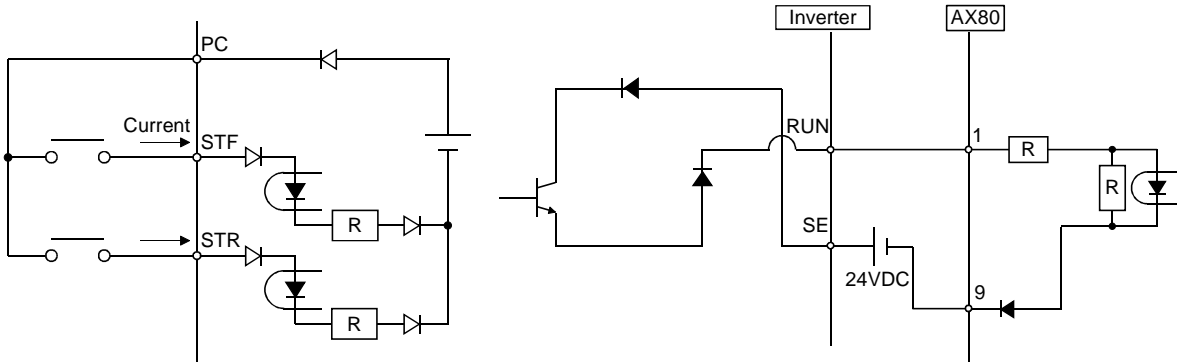 PC
Current
STF
R
STR
R
Inverter
AX80
RUN
1
R
R
SE
24VDC
9